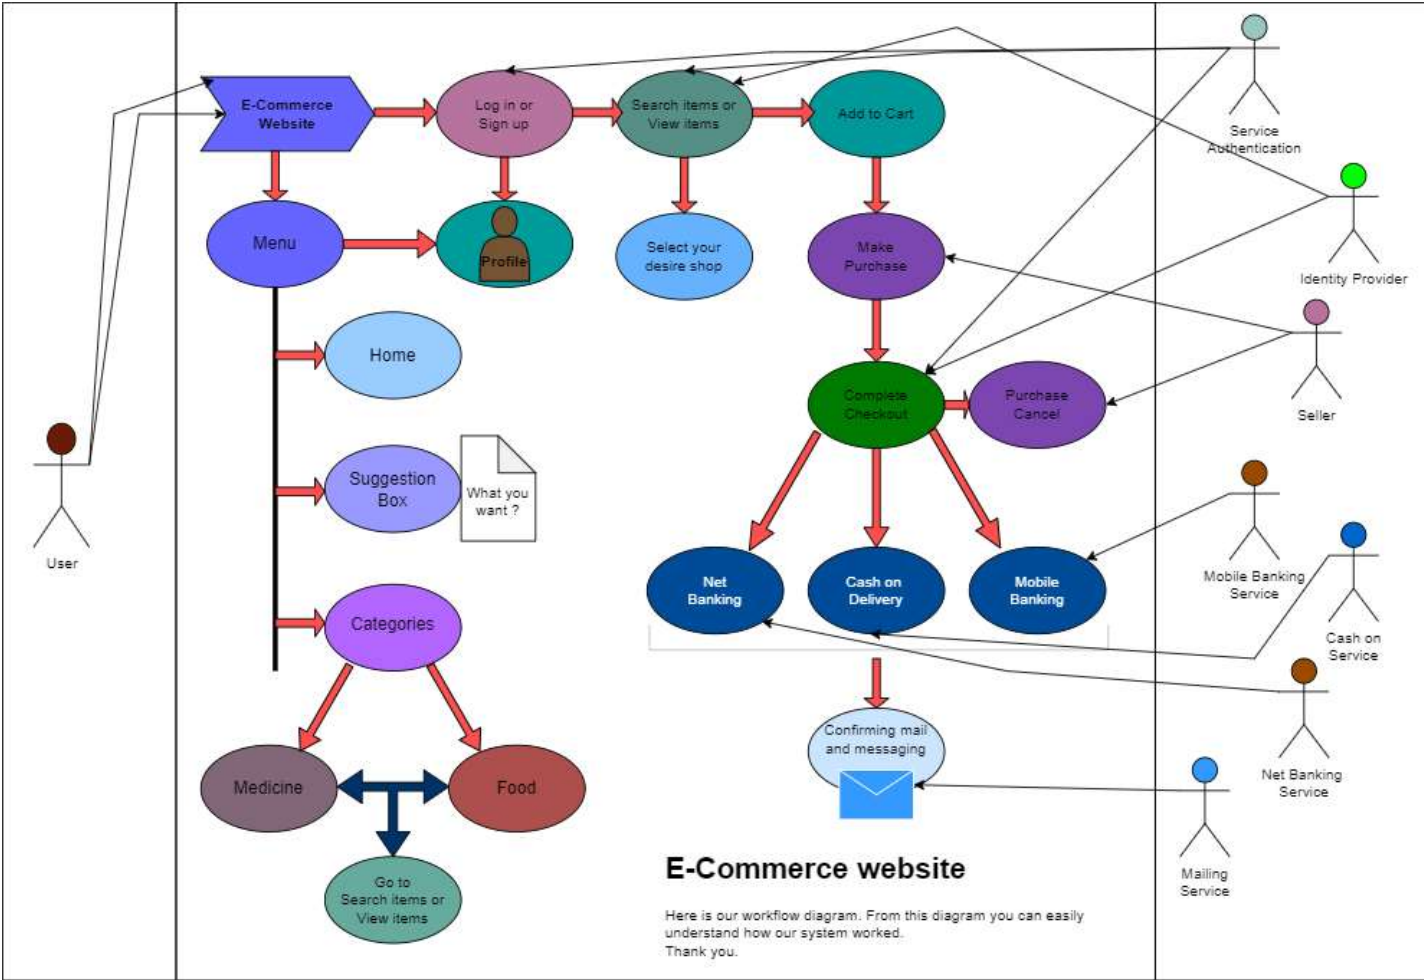 E-Commerce
Website
Log in or
Sign up
Search items or
View items
Add to Cart
Service
Authentication
Menu
Profile
Select your
desire shop
Make
Purchase
Identity Provider
Home
Complete
Checkout
Purchase
Cancel
Seller
Suggestion
Box
What you
want ?
User
Net
Banking
Cash on
Delivery
Mobile
Banking
Mobile Banking
Service
Categories
Cash on
Service
Confirming mail
and messaging
Net Banking
Service
Medicine
Food
Mailing
Service
Go to
Search items or
View items
E-Commerce website
Here is our workflow diagram. From this diagram you can easily
understand how our system worked.
Thank you.